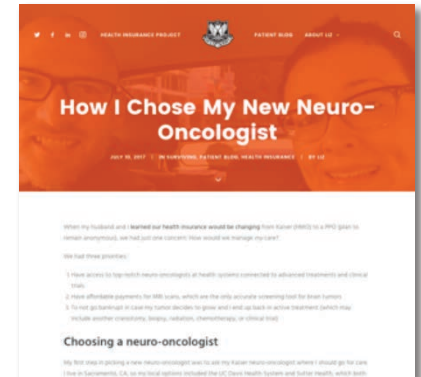 HEALTH INSURANCE PROJECT
PATIENT BLOG ABOUT LIZ
How I Chose My New Neuro-
Oncologist
JULY 10, 2017 | IN SURVIVING, PATIENT BLOG, HEALTH INSURANCE | BY LIZ
When my husband and I learned our health insurance would be changing from Kaiser (HMO) to a PPO (plan to
remain anonymous), we had just one concern: How would we manage my care?
We had three priorities:
1. Have access to top-notch neuro-oncologists at health systems connected to advanced treatments and clinical
trials
2. Have affordable payments for MRI scans, which are the only accurate screening tool for brain tumors
3. To not go bankrupt in case my tumor decides to grow and I end up back in active treatment (which may
include another craniotomy, biopsy, radiation, chemotherapy, or clinical trial)
Choosing a neuro-oncologist
My first step in picking a new neuro-oncologist was to ask my Kaiser neuro-oncologist where I should go for care.
I live in Sacramento, CA, so my local options included the UC Davis Health System and Sutter Health, which both